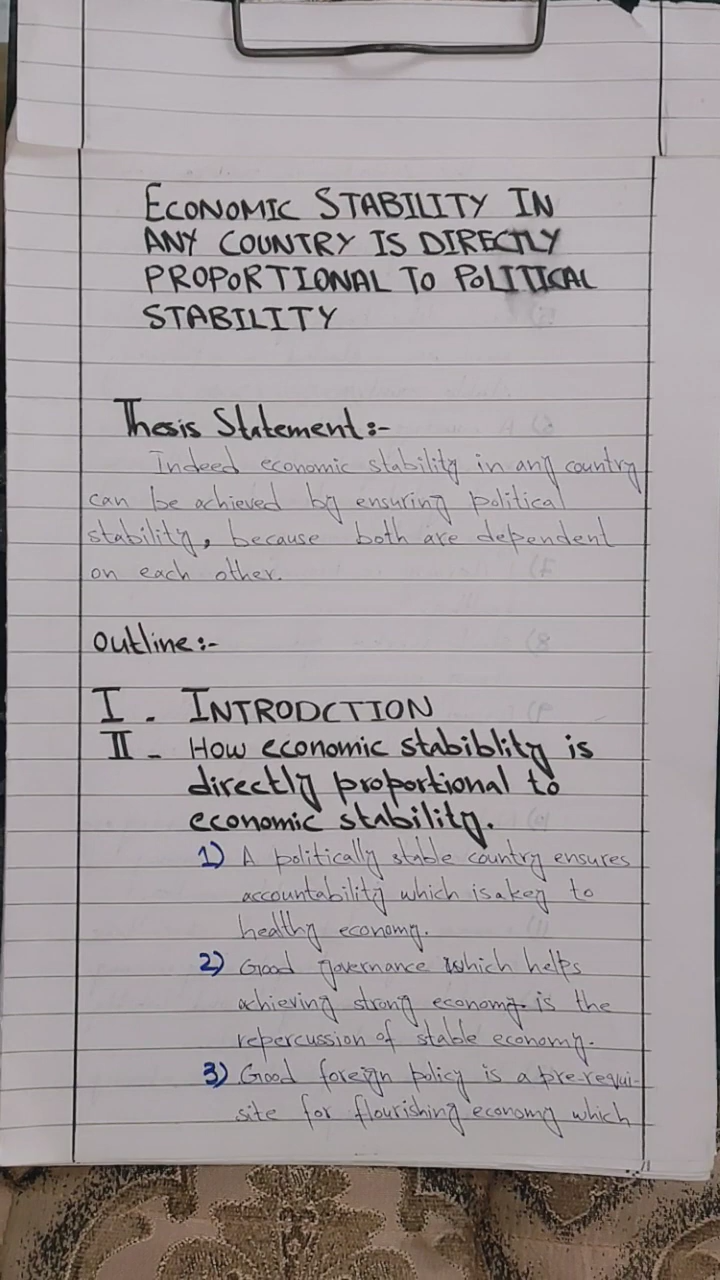 ECONOMIC STABILITY IN
ANY COUNTRY IS DIRECTLY
PROPORTIONAL TO POLITICAL
STABILITY
Thesis Statement:-
Indeed economic stability in any country
can be achieved by ensuring political
stability, because both are dependent
on each other.
outline:-
I. INTRODCTION
II- How economic stabiblity is
directly proportional to
economic stability.
1) A politically stable country ensures
accountability which is a key to
healthy economy.
2) Good governance which helps
achieving strong economy is the
repercussion of stable economy.
3) Good foreign policy is a pre-requi-
site for flourishing economy which